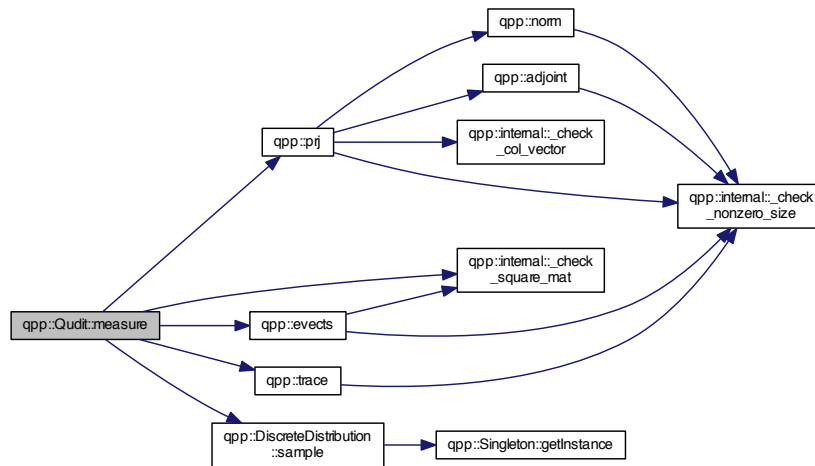 qpp::norm
qpp::adjoint
qpp::prj
qpp::internal::_check
_col_vector
qpp::internal::_check
_nonzero_size
qpp::internal::_check
_square_mat
qpp::Qudit::measure
qpp::evects
qpp::trace
qpp::DiscreteDistribution
::sample
qpp::Singleton::getInstance